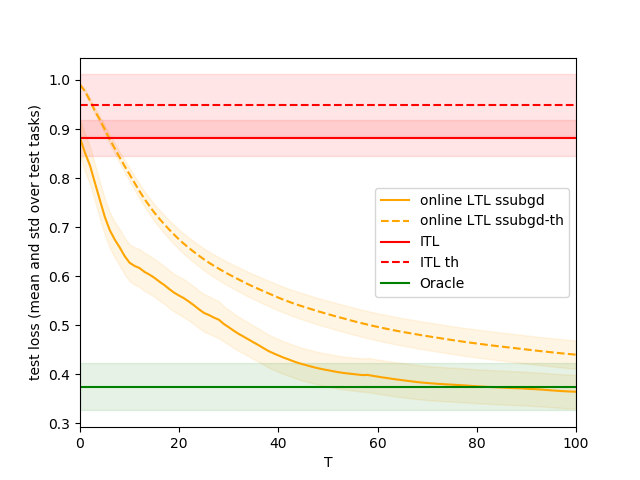 1.0
0.9
0.8
0.7
0.6
0.5
0.4
0.3
test loss (mean and std over test tasks)
online LTL ssubgd
online LTL ssubgd-th
ITL
ITL th
Oracle
0 20 40 60 80 100
T